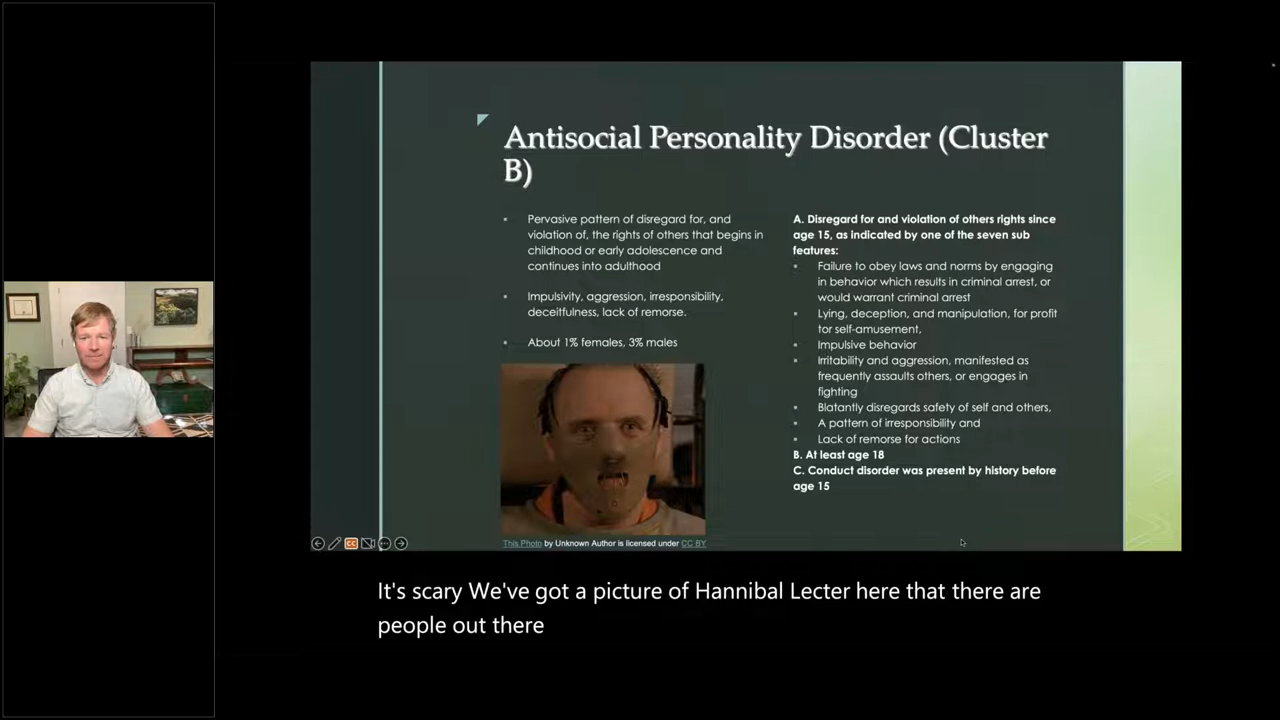 Antisocial Personality Disorder (Cluster
B)
Pervasive pattern of disregard for, and
violation of, the rights of others that begins in
childhood or early adolescence and
continues into adulthood
Impulsivity, aggression, irresponsibility,
deceitfulness, lack of remorse.
About 1% females, 3% males
This Photo by Unknown Author is licensed under CC BY
A. Disregard for and violation of others rights since
age 15, as indicated by one of the seven sub
features:
Failure to obey laws and norms by engaging
in behavior which results in criminal arrest, or
would warrant criminal arrest
Lying, deception, and manipulation, for profit
tor self-amusement,
Impulsive behavior
Irritability and aggression, manifested as
frequently assaults others, or engages in
fighting
Blatantly disregards safety of self and others,
A pattern of irresponsibility and
Lack of remorse for actions
B. At least age 18
C. Conduct disorder was present by history before
age 15
CC
It's scary We've got a picture of Hannibal Lecter here that there are
people out there